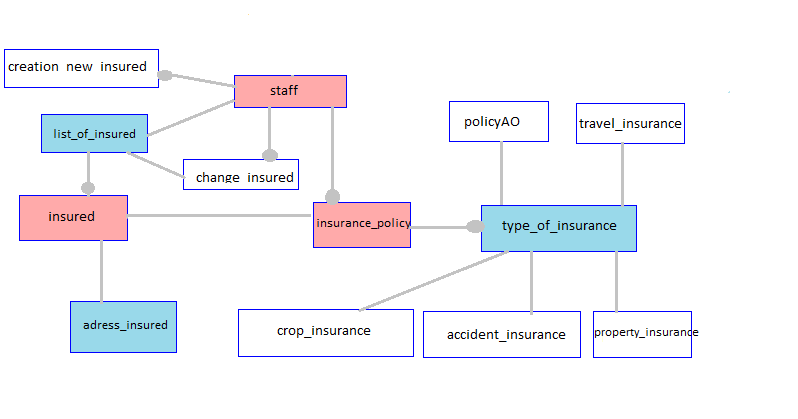 creation new insured
staff
list_of_insured
policyAO
travel_insurance
change insured
insured
insurance_policy
type_of_insurance
adress_insured
crop_insurance
accident_insurance
property_insurance